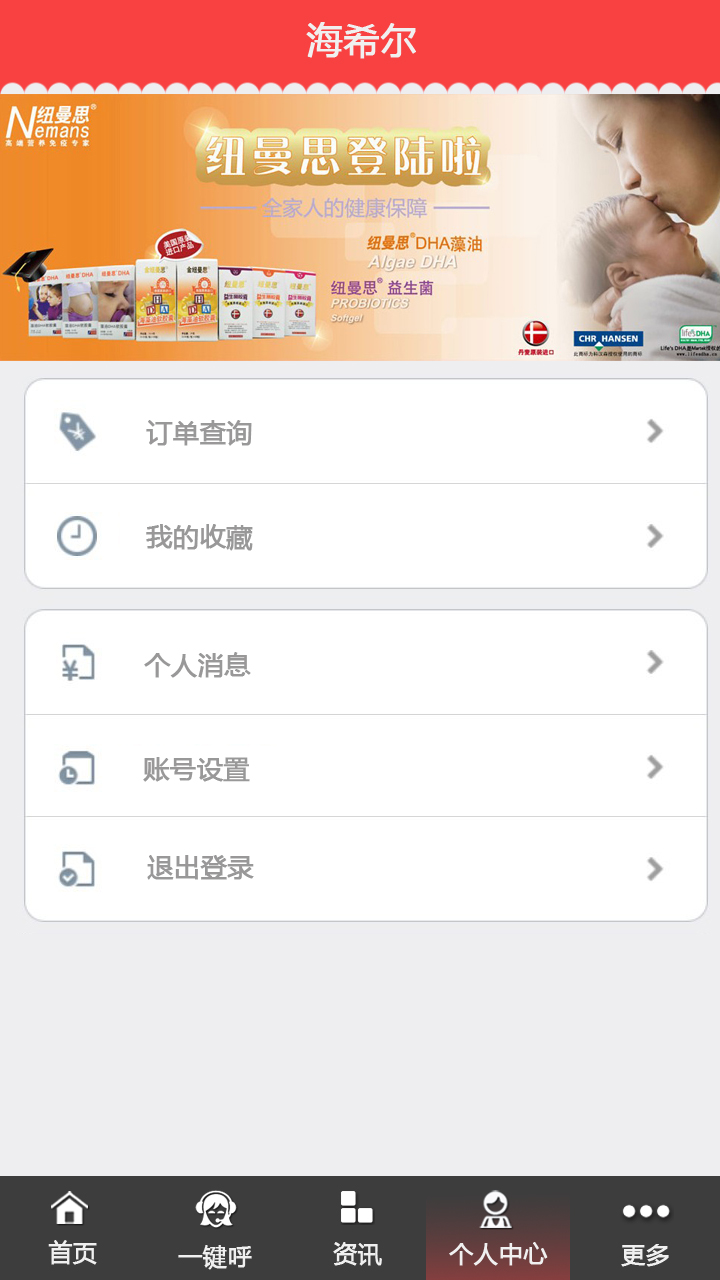 海希尔
纽曼思®
Nemans
高端营养免疫专家
纽曼思登陆啦
全家人的健康保障
美国原装
进口产品
纽曼思®DHA藻油
Algae DHA
纽曼思® 益生菌
PROBIOTICS
Softgel
丹麦原装进口
CHR HANSEN
life'sDHA
订单查询
我的收藏
个人消息
账号设置
退出登录
首页
一键呼
资讯
个人中心
更多